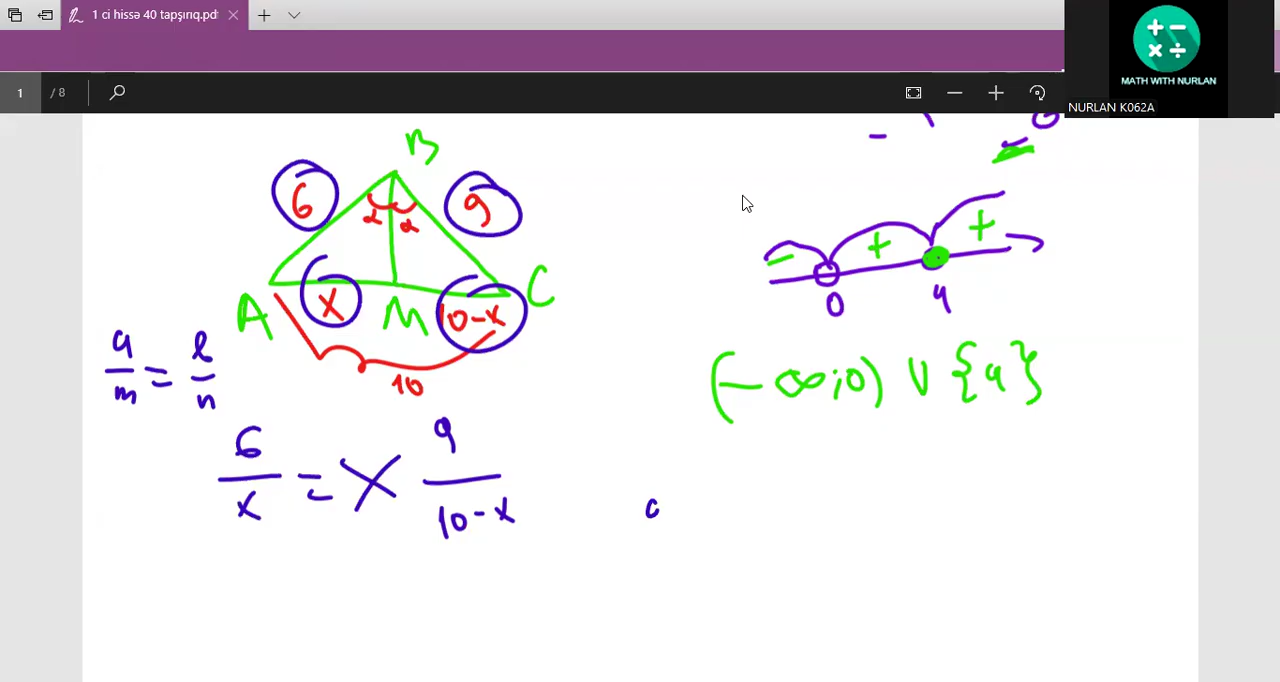 1 ci hissə 40 tapşırıq.pdf
1 / 8
+ −
× ÷
MATH WITH NURLAN
NURLAN K062A
B
6
9
α α
A
x
M
10-x
C
10
a/m = b/n
6/x = 9/10-x
- + +
0 4
(-∞;0) ∪ {4}